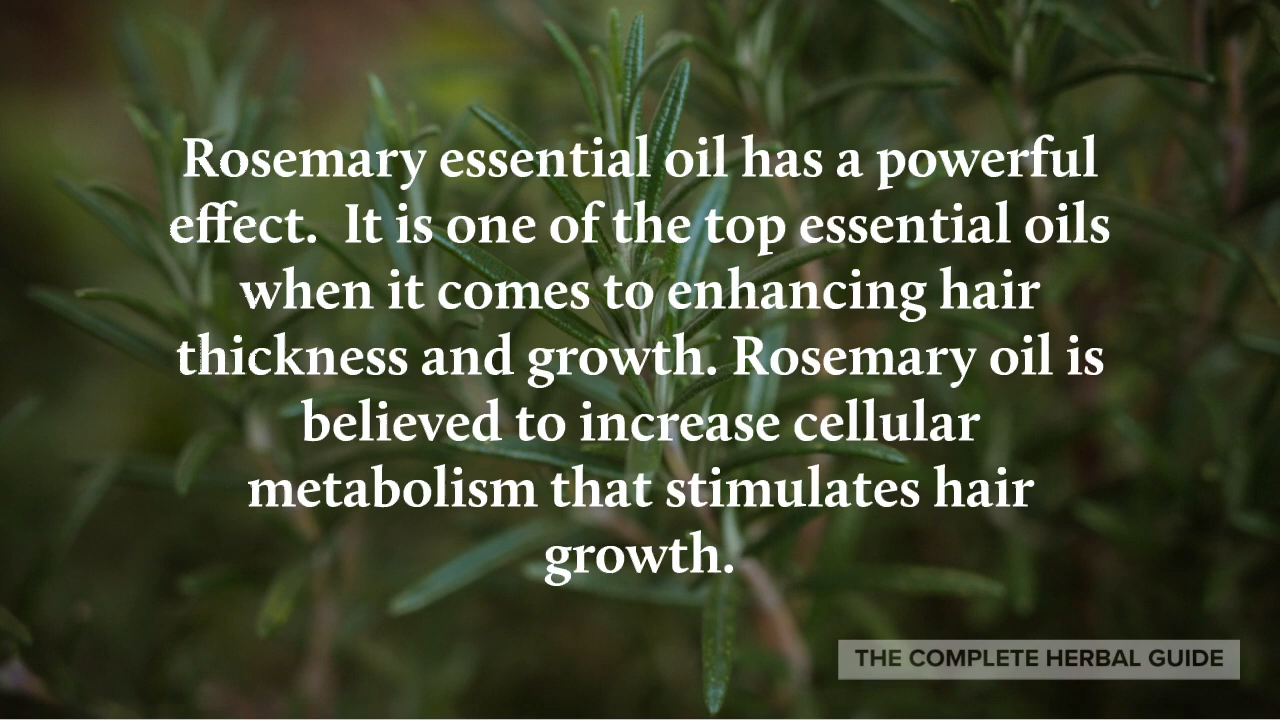 Rosemary essential oil has a powerful
effect.  It is one of the top essential oils
when it comes to enhancing hair
thickness and growth. Rosemary oil is
believed to increase cellular
metabolism that stimulates hair
growth.
THE COMPLETE HERBAL GUIDE